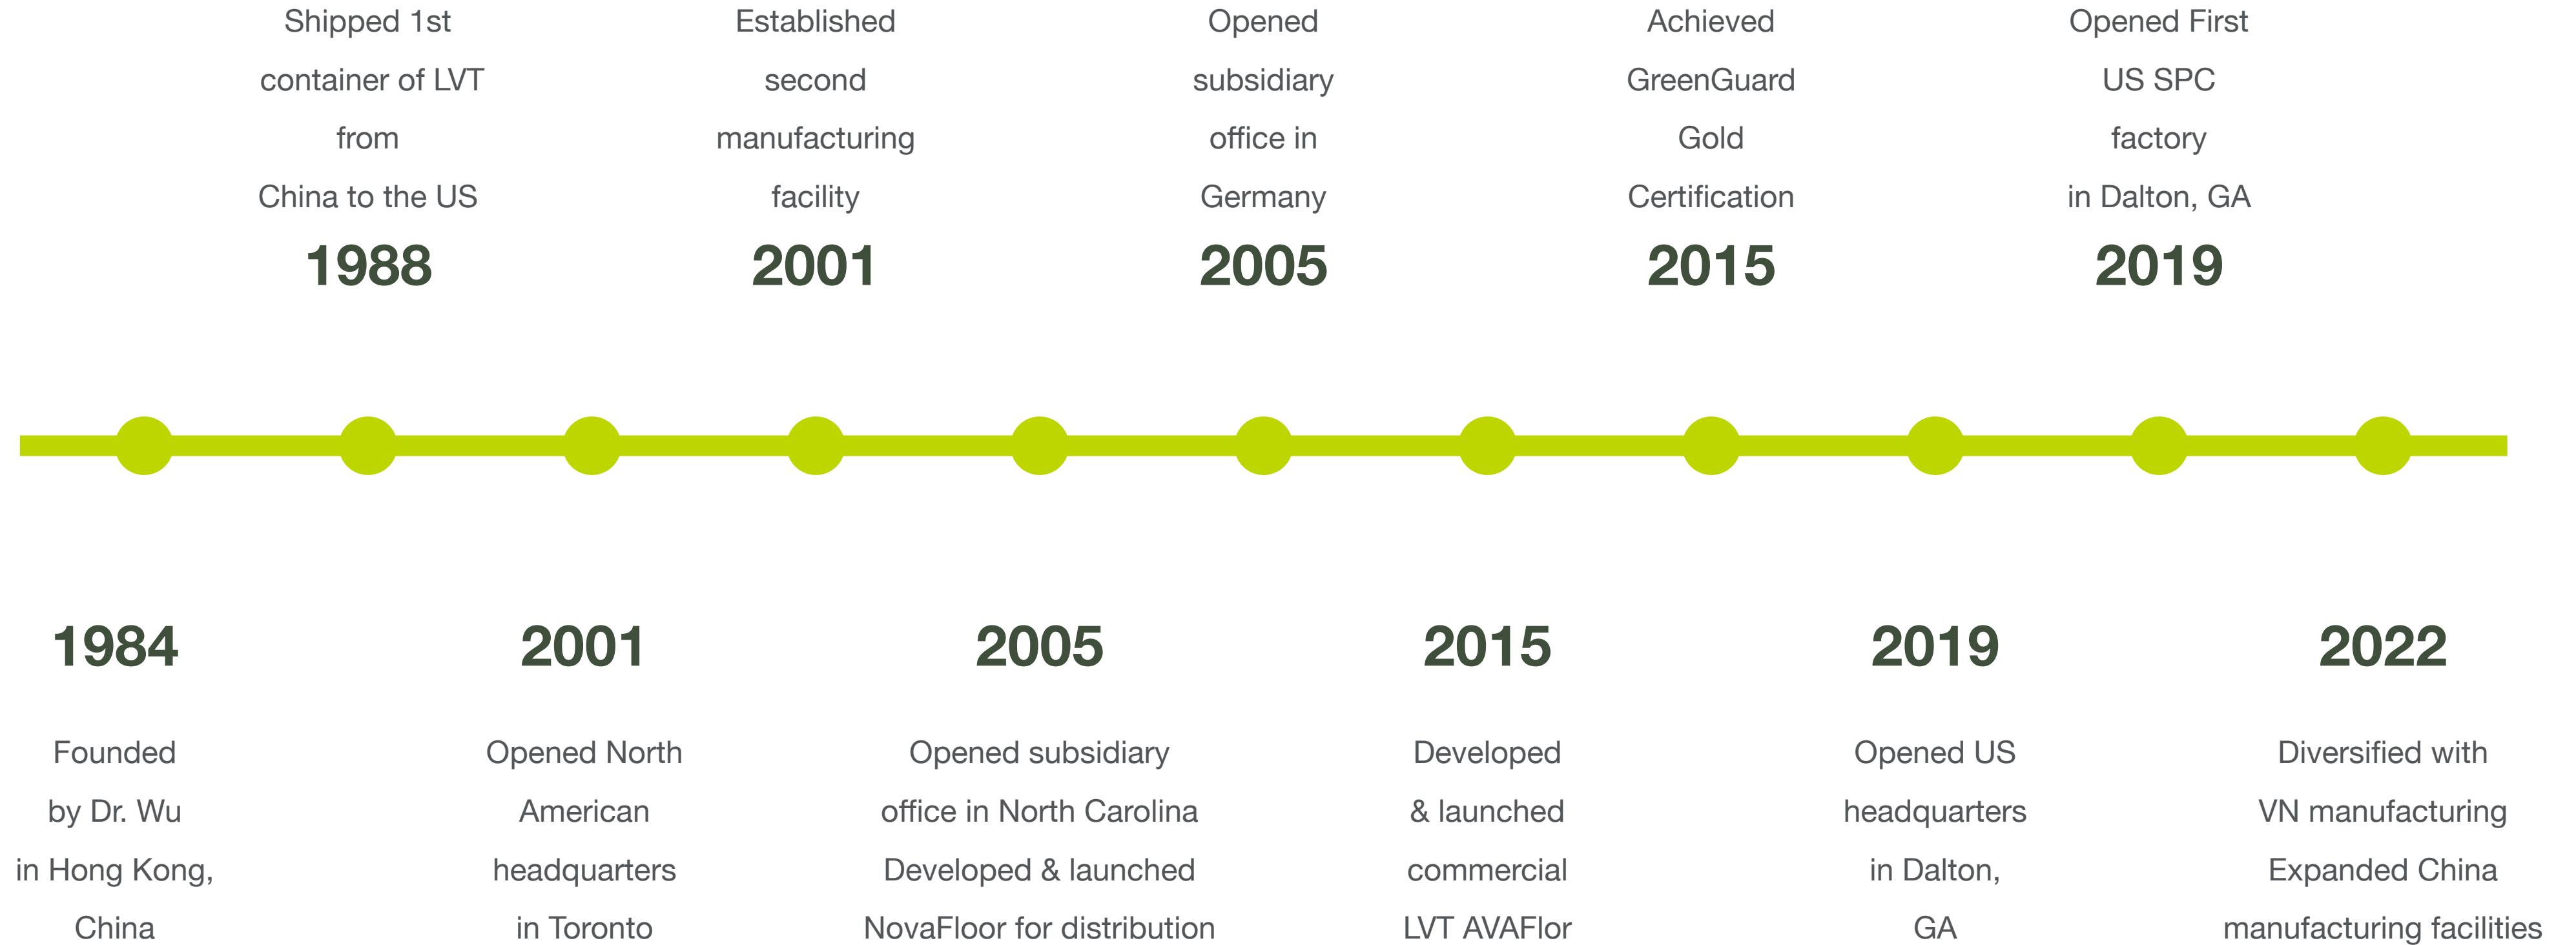 Shipped 1st
container of LVT
from
China to the US
1988
Established
second
manufacturing
facility
2001
Opened
subsidiary
office in
Germany
2005
Achieved
GreenGuard
Gold
Certification
2015
Opened First
US SPC
factory
in Dalton, GA
2019
1984
Founded
by Dr. Wu
in Hong Kong,
China
2001
Opened North
American
headquarters
in Toronto
2005
Opened subsidiary
office in North Carolina
Developed & launched
NovaFloor for distribution
2015
Developed
& launched
commercial
LVT AVAFlor
2019
Opened US
headquarters
in Dalton,
GA
2022
Diversified with
VN manufacturing
Expanded China
manufacturing facilities